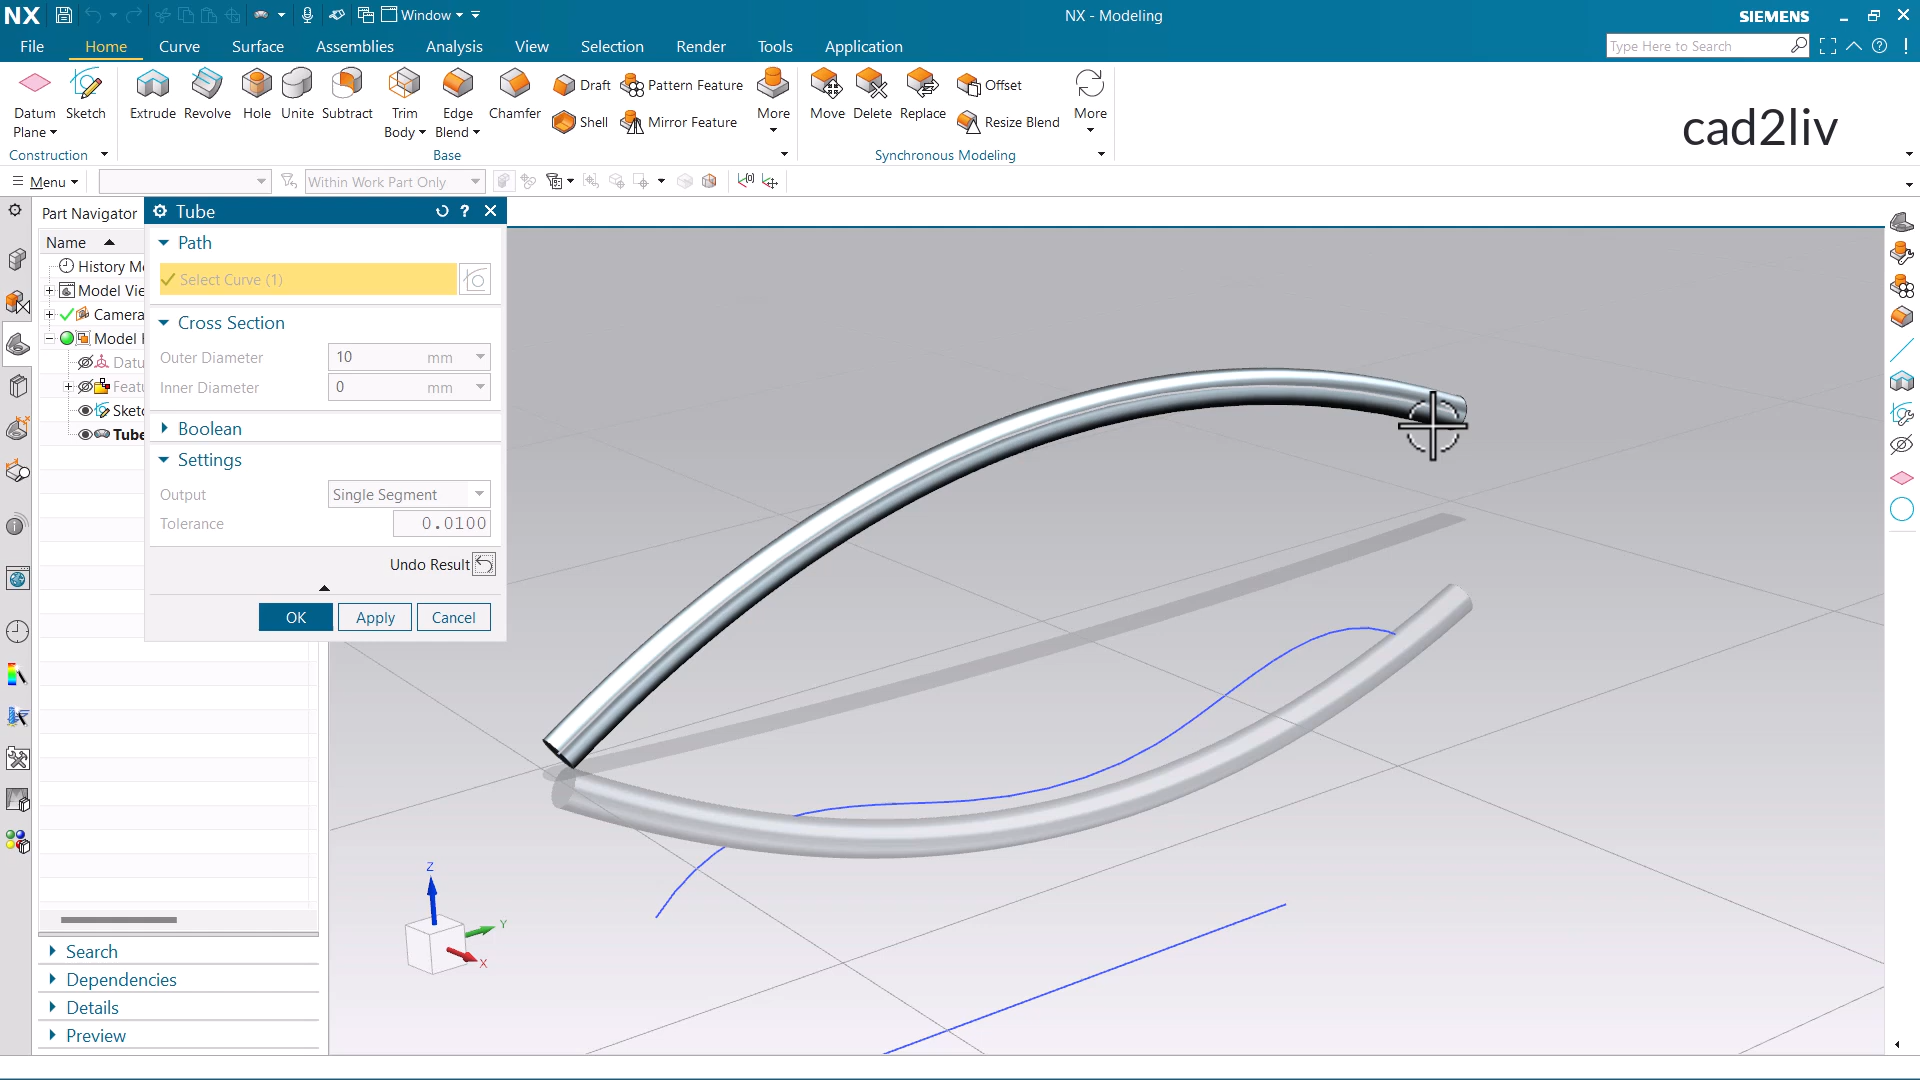 NX
Window
NX - Modeling
SIEMENS
File
Home
Curve
Surface
Assemblies
Analysis
View
Selection
Render
Tools
Application
Type Here to Search
Datum Plane
Sketch
Extrude
Revolve
Hole
Unite
Subtract
Trim Body
Edge Blend
Chamfer
Draft
Shell
Pattern Feature
Mirror Feature
More
Move
Delete
Replace
Offset
Resize Blend
More
Construction
Base
Synchronous Modeling
cad2liv
Menu
Within Work Part Only
Part Navigator
Name
History Mo
Model Vie
Camera
Model H
Datu
Featu
Sketc
Tube
Tube
Path
Select Curve (1)
Cross Section
Outer Diameter
10 mm
Inner Diameter
0 mm
Boolean
Settings
Output
Single Segment
Tolerance
0.0100
Undo Result
OK
Apply
Cancel
Search
Dependencies
Details
Preview
Z
Y
X